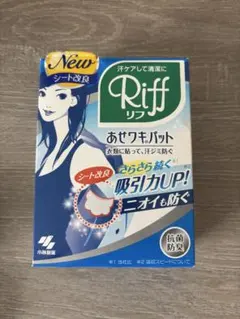 New
シート改良
汗ケアして清潔に
Riff
リフ
あせワキパット
衣類に貼って、汗ジミ防ぐ
シート改良
さらさら続く
吸引力UP!
ニオイも防ぐ
抗菌
防臭
小林製薬